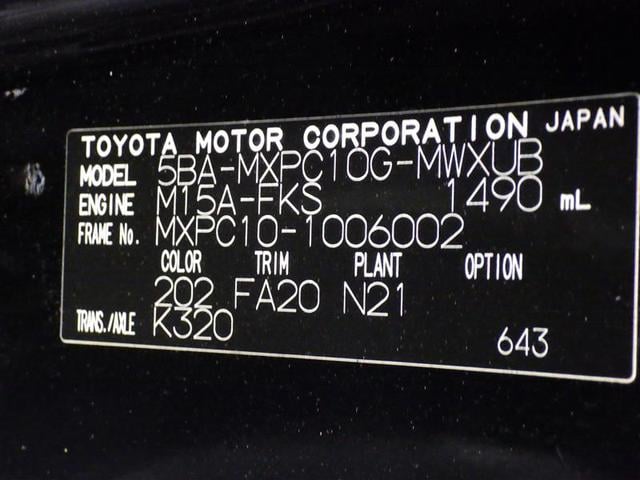 TOYOTA MOTOR CORPORATION JAPAN
MODEL 5BA-MXPC10G-MWXUB
ENGINE M15A-FKS 1490 mL
FRAME No. MXPC10-1006002
COLOR TRIM PLANT OPTION
202 FA20 N21
TRANS./AXLE K320
643